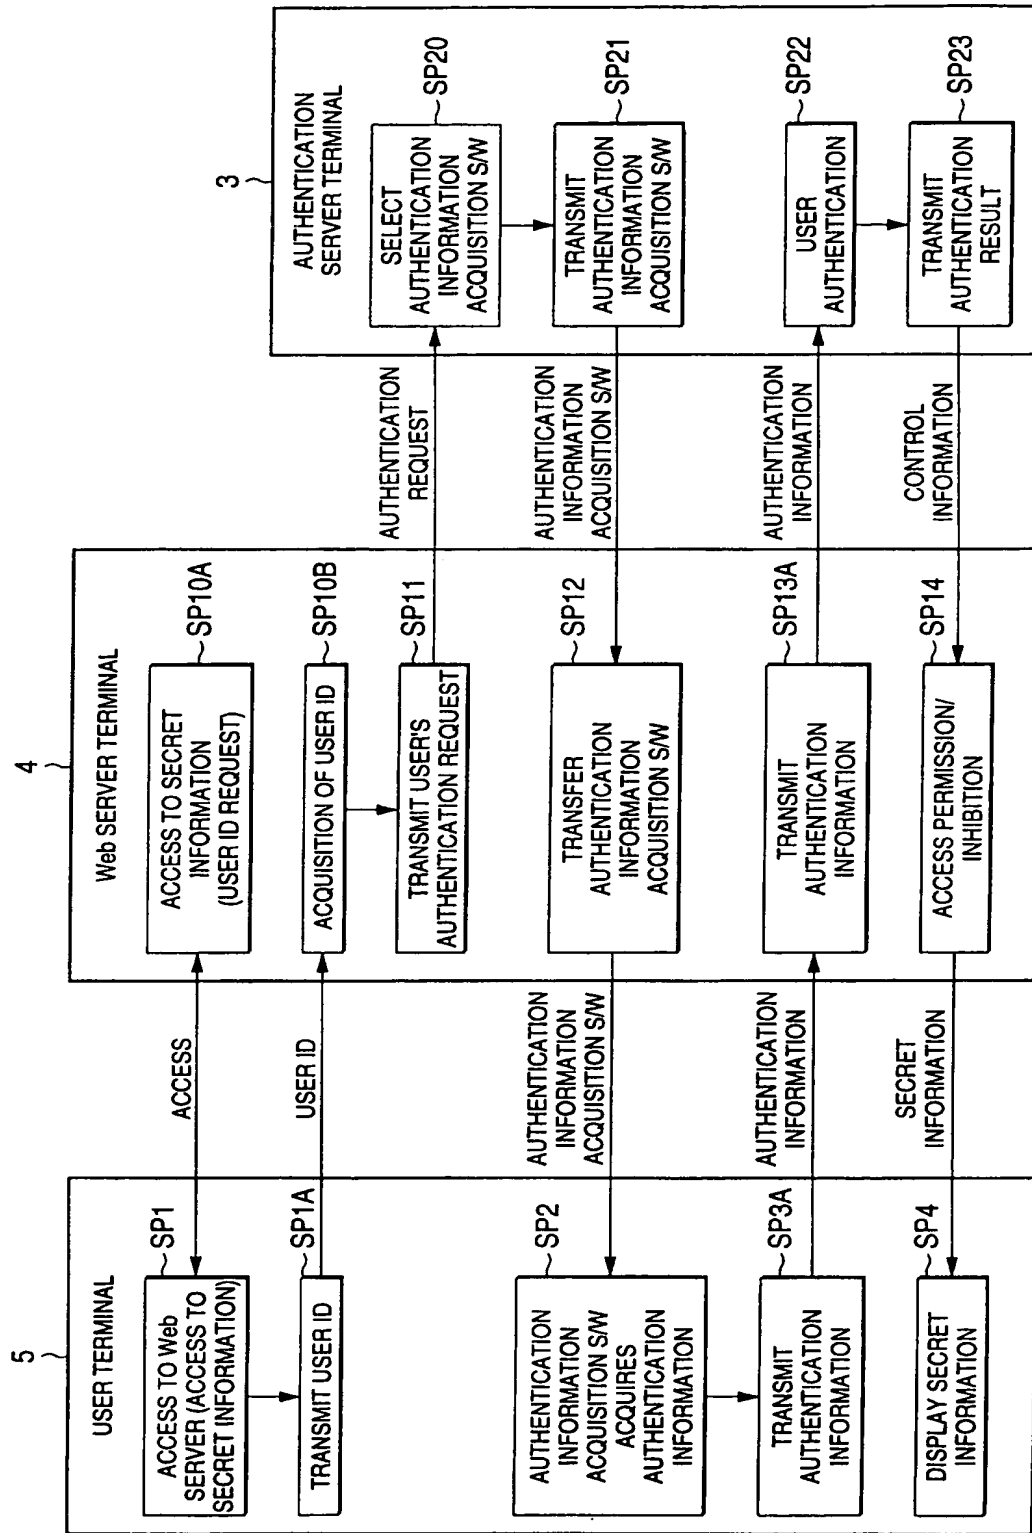 5
USER TERMINAL
SP1
ACCESS TO Web
SERVER (ACCESS TO
SECRET INFORMATION)
SP1A
TRANSMIT USER ID
SP2
AUTHENTICATION
INFORMATION
ACQUISITION S/W
ACQUIRES
AUTHENTICATION
INFORMATION
SP3A
TRANSMIT
AUTHENTICATION
INFORMATION
SP4
DISPLAY SECRET
INFORMATION
ACCESS
USER ID
AUTHENTICATION
INFORMATION
ACQUISITION S/W
AUTHENTICATION
INFORMATION
SECRET
INFORMATION
4
Web SERVER TERMINAL
SP10A
ACCESS TO SECRET
INFORMATION
(USER ID REQUEST)
SP10B
ACQUISITION OF USER ID
SP11
TRANSMIT USER'S
AUTHENTICATION REQUEST
SP12
TRANSFER
AUTHENTICATION
INFORMATION
ACQUISITION S/W
SP13A
TRANSMIT
AUTHENTICATION
INFORMATION
SP14
ACCESS PERMISSION/
INHIBITION
AUTHENTICATION
REQUEST
AUTHENTICATION
INFORMATION
ACQUISITION S/W
AUTHENTICATION
INFORMATION
CONTROL
INFORMATION
3
AUTHENTICATION
SERVER TERMINAL
SP20
SELECT
AUTHENTICATION
INFORMATION
ACQUISITION S/W
SP21
TRANSMIT
AUTHENTICATION
INFORMATION
ACQUISITION S/W
SP22
USER
AUTHENTICATION
SP23
TRANSMIT
AUTHENTICATION
RESULT